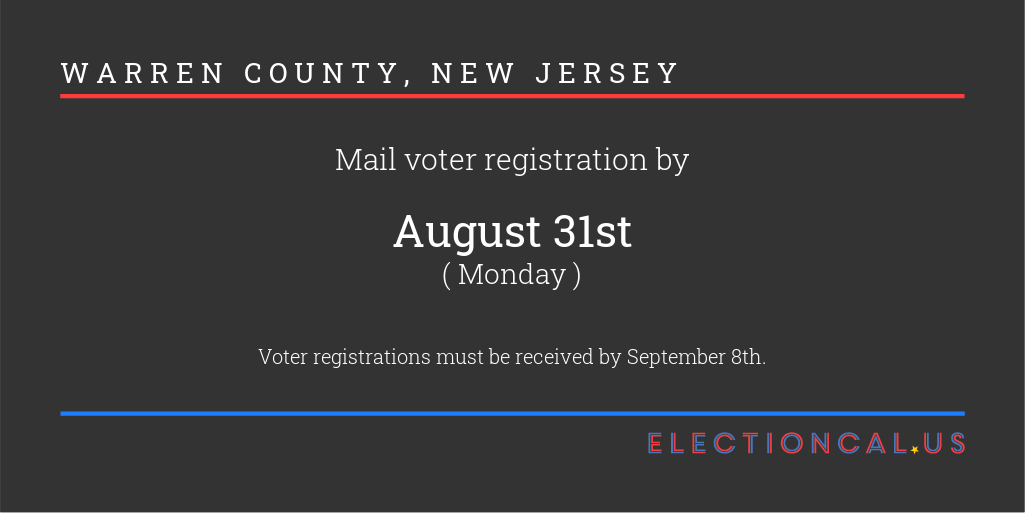 WARREN COUNTY, NEW JERSEY
Mail voter registration by
August 31st
( Monday )
Voter registrations must be received by September 8th.
ELECTIONCAL★US